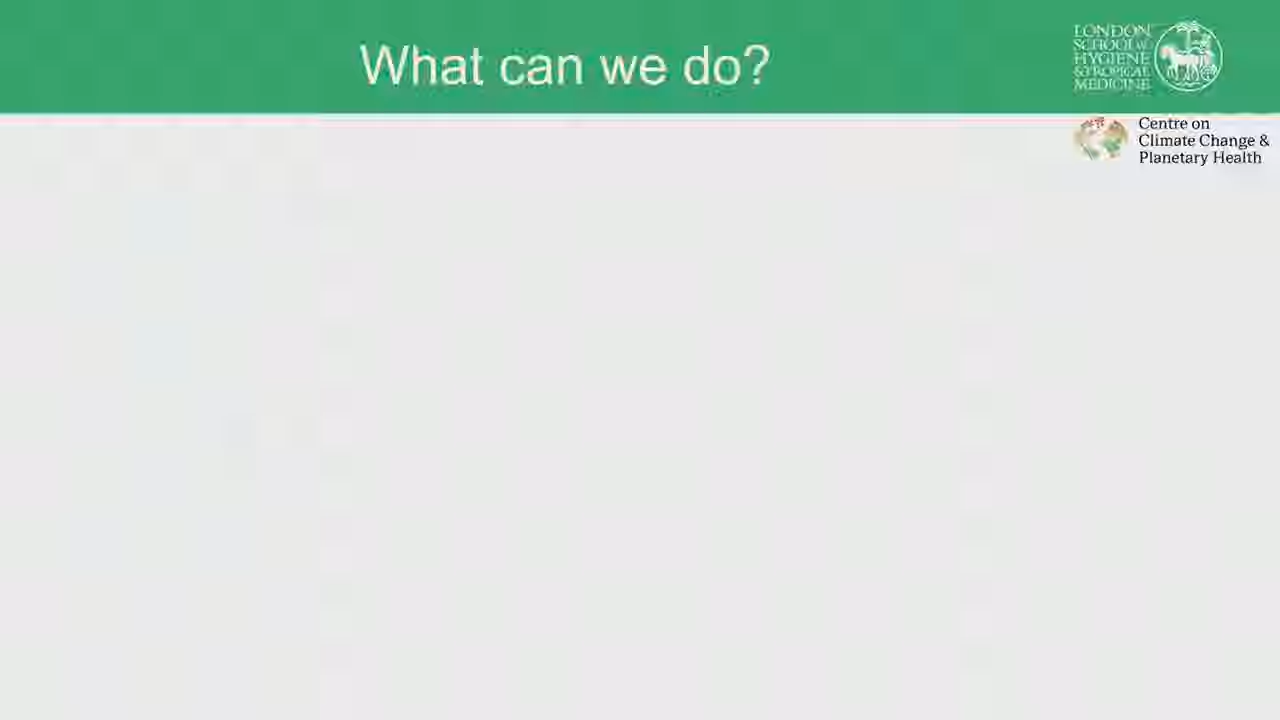 What can we do?
LONDON
SCHOOL of
HYGIENE
& TROPICAL
MEDICINE
Centre on
Climate Change &
Planetary Health